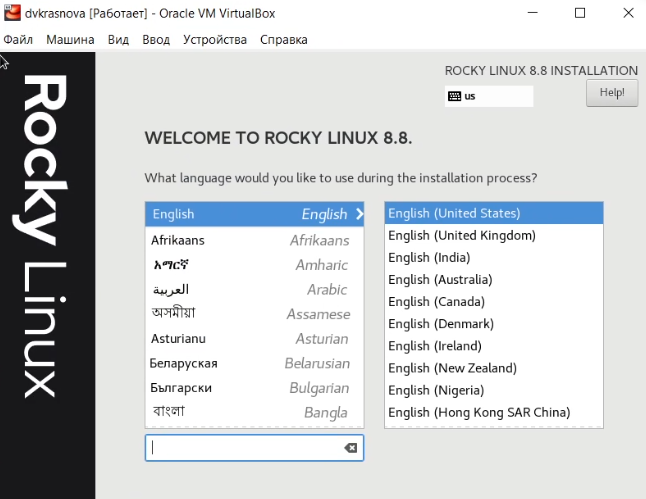 dvkrasnova [Работает] - Oracle VM VirtualBox
Файл Машина Вид Ввод Устройства Справка
Rocky Linux
ROCKY LINUX 8.8 INSTALLATION
us Help!
WELCOME TO ROCKY LINUX 8.8.
What language would you like to use during the installation process?
English English English (United States)
Afrikaans Afrikaans English (United Kingdom)
አማርኛ Amharic English (India)
العربية Arabic English (Australia)
অসমীয়া Assamese English (Canada)
Asturianu Asturian English (Denmark)
Беларуская Belarusian English (Ireland)
Български Bulgarian English (New Zealand)
বাংলা Bangla English (Nigeria)
English (Hong Kong SAR China)